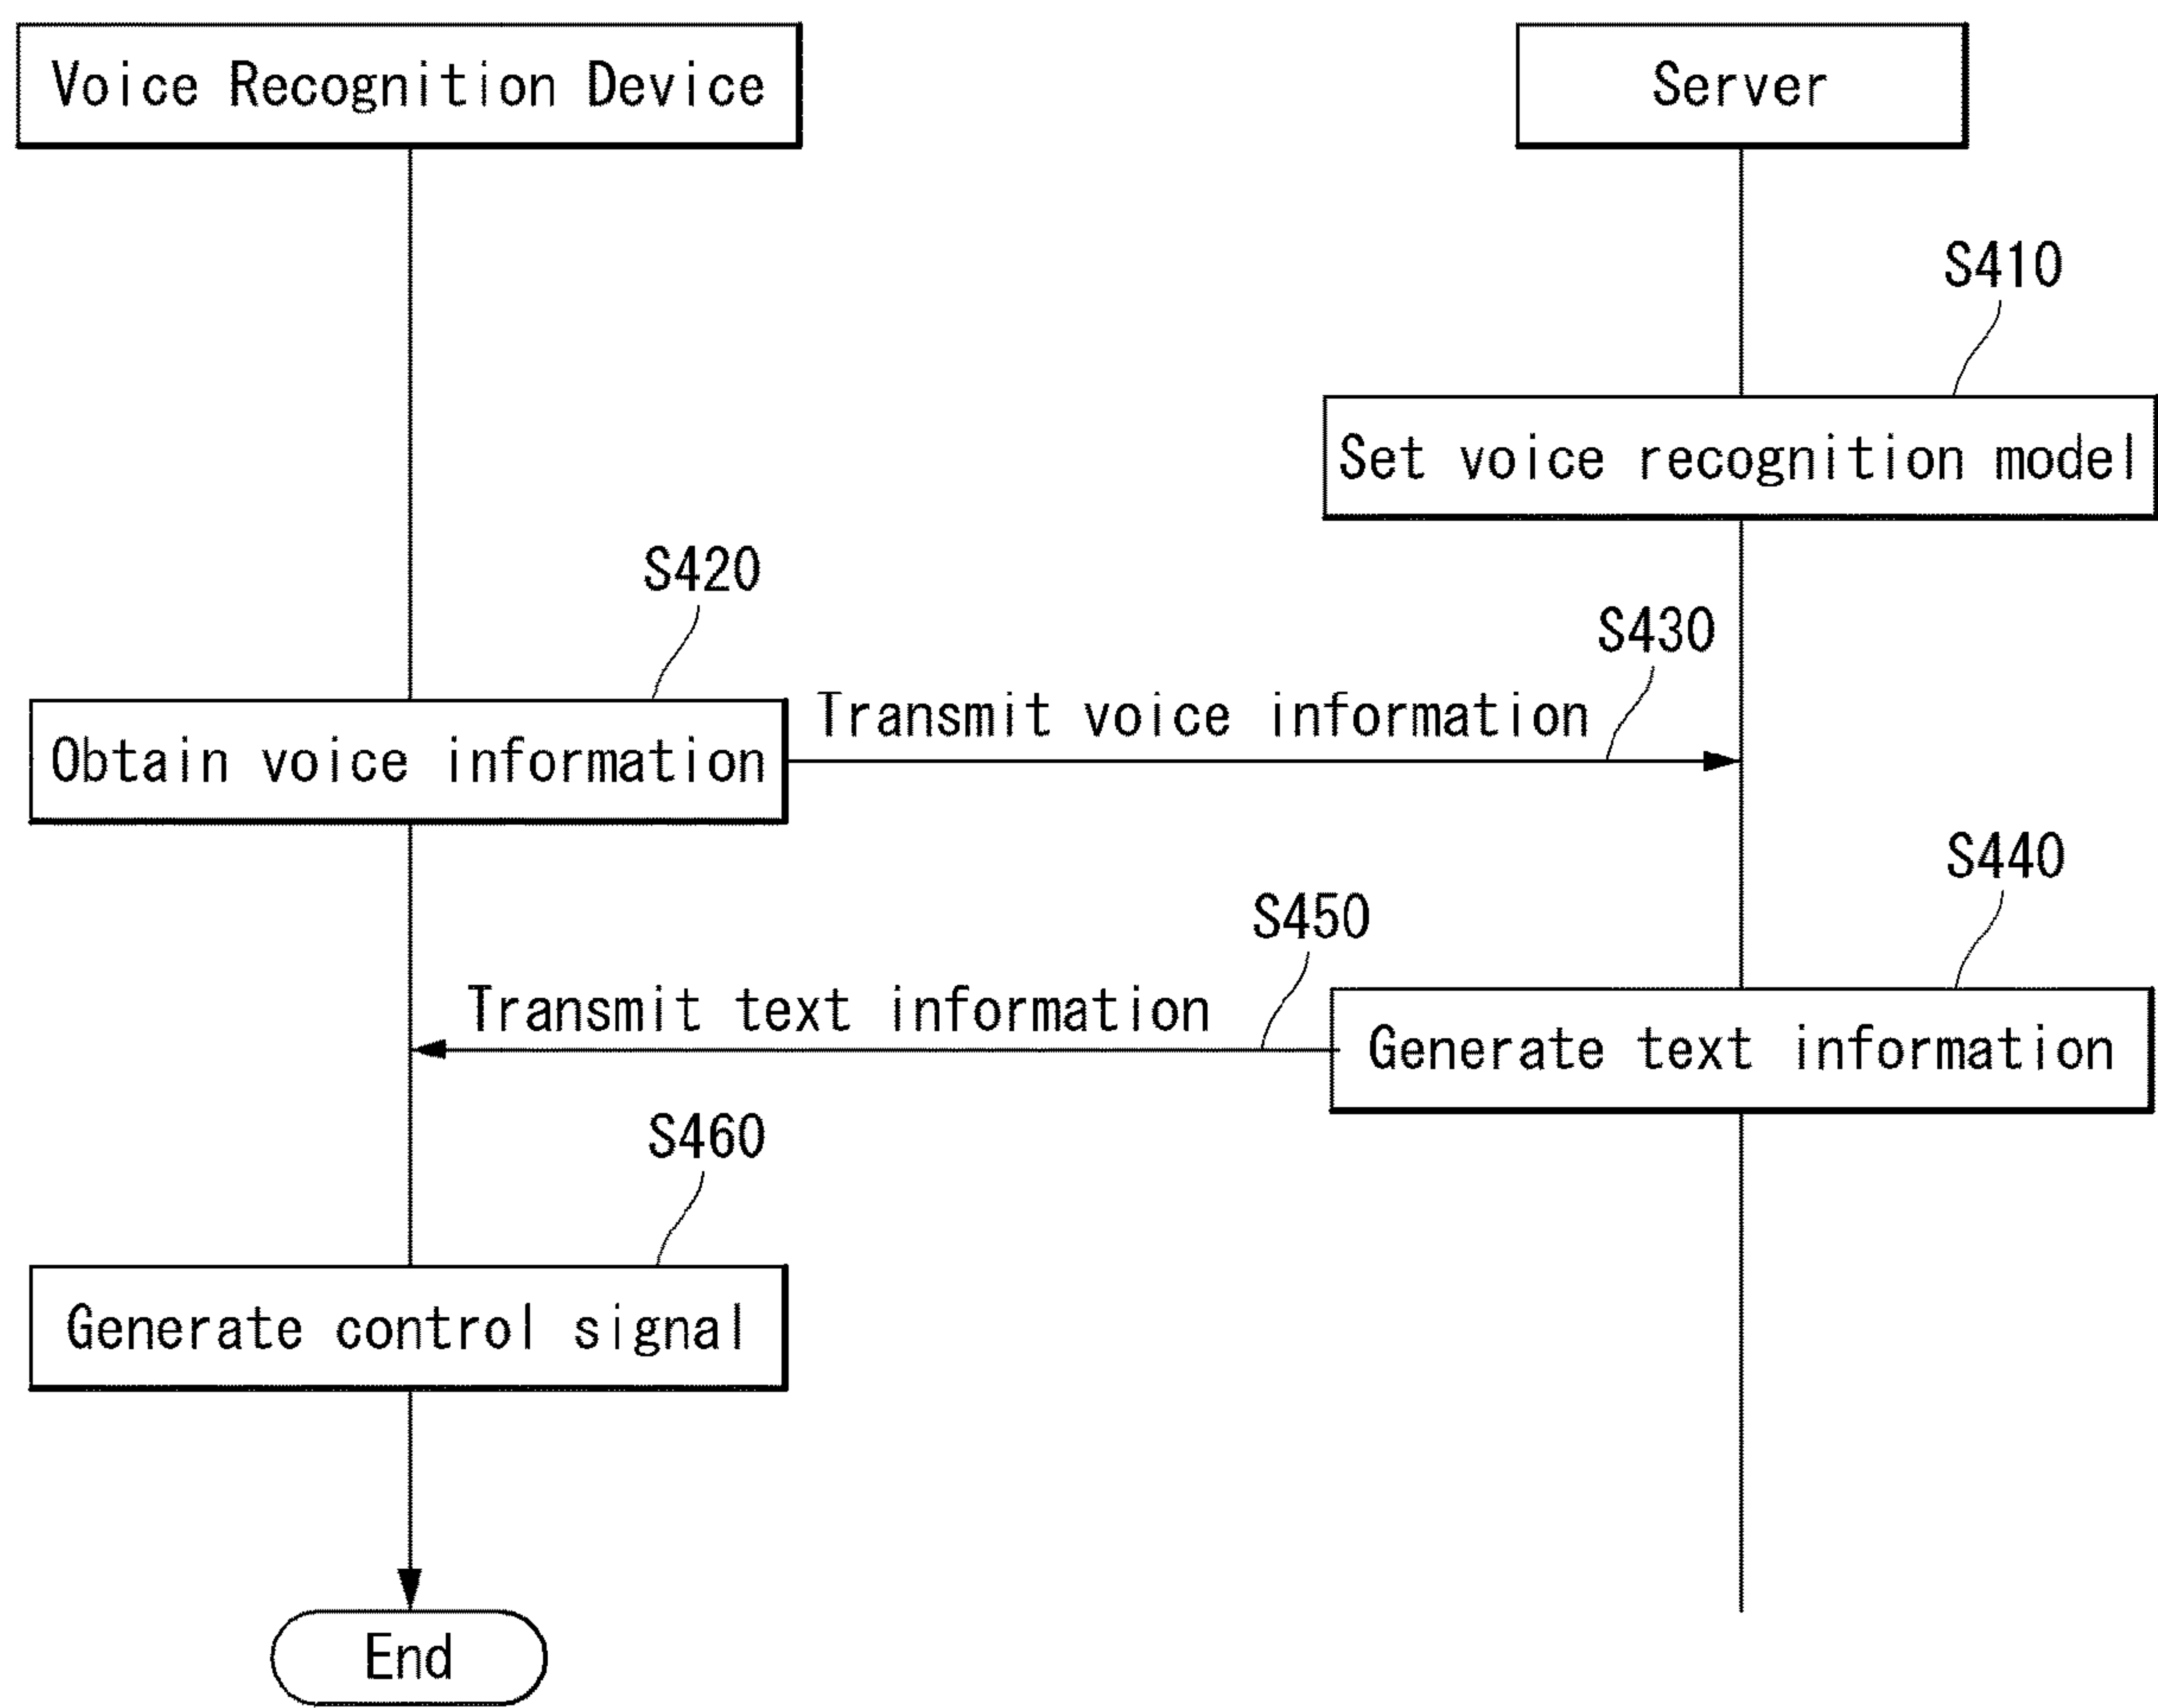 Voice Recognition Device
Server
S410
Set voice recognition model
S420
S430
Transmit voice information
Obtain voice information
S440
S450
Transmit text information
Generate text information
S460
Generate control signal
End